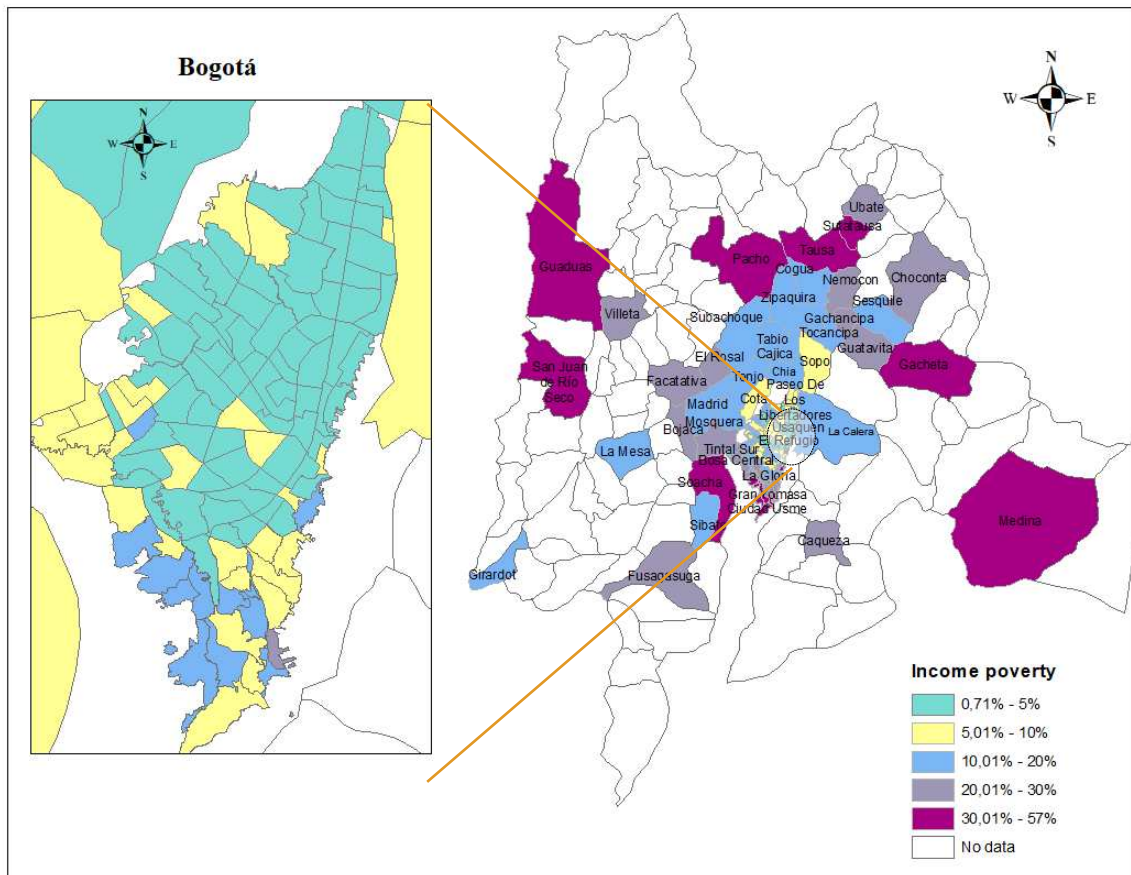 Bogotá
N
W E
S
N
W E
S
Ubate
Sutatausa
Tausa
Pacho
Cogua
Guaduas
Nemocon
Choconta
Zipaquira
Sesquile
Villeta
Subachoque
Gachancipa
Tocancipa
Tabio
Guatavita
El Rosal
Cajica
Sopo
Gacheta
San Juan
de Río
Seco
Facatativa
Tenjo
Chia
Paseo De
Los
Libertadores
Madrid
Cota
Mosquera
Usaquen
La Calera
Bojaca
El Refugio
La Mesa
Tintal Sur
Bosa Central
Soacha
La Gloria
Gran Yomasa
Ciudad Usme
Sibate
Medina
Caqueza
Girardot
Fusagasuga
Income poverty
0,71% - 5%
5,01% - 10%
10,01% - 20%
20,01% - 30%
30,01% - 57%
No data